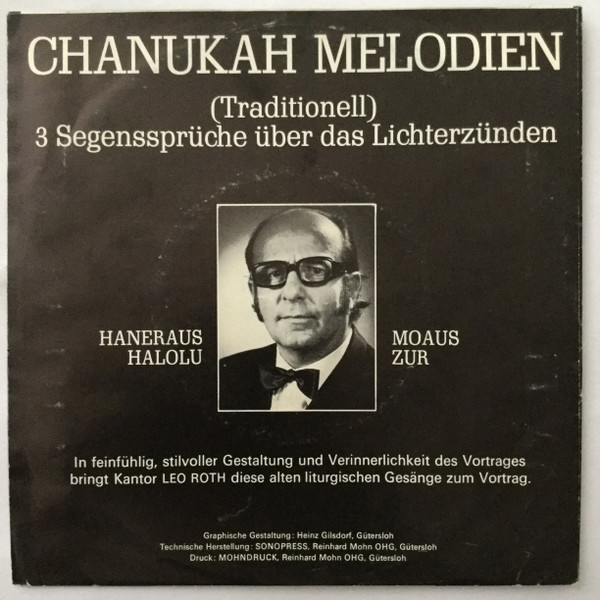 CHANUKAH MELODIEN
(Traditionell)
3 Segenssprüche über das Lichterzünden
HANERAUS
HALOLU
MOAUS
ZUR
In feinfühlig, stilvoller Gestaltung und Verinnerlichkeit des Vortrages
bringt Kantor LEO ROTH diese alten liturgischen Gesänge zum Vortrag.
Graphische Gestaltung: Heinz Gilsdorf, Gütersloh
Technische Herstellung: SONOPRESS, Reinhard Mohn OHG, Gütersloh
Druck: MOHNDRUCK, Reinhard Mohn OHG, Gütersloh